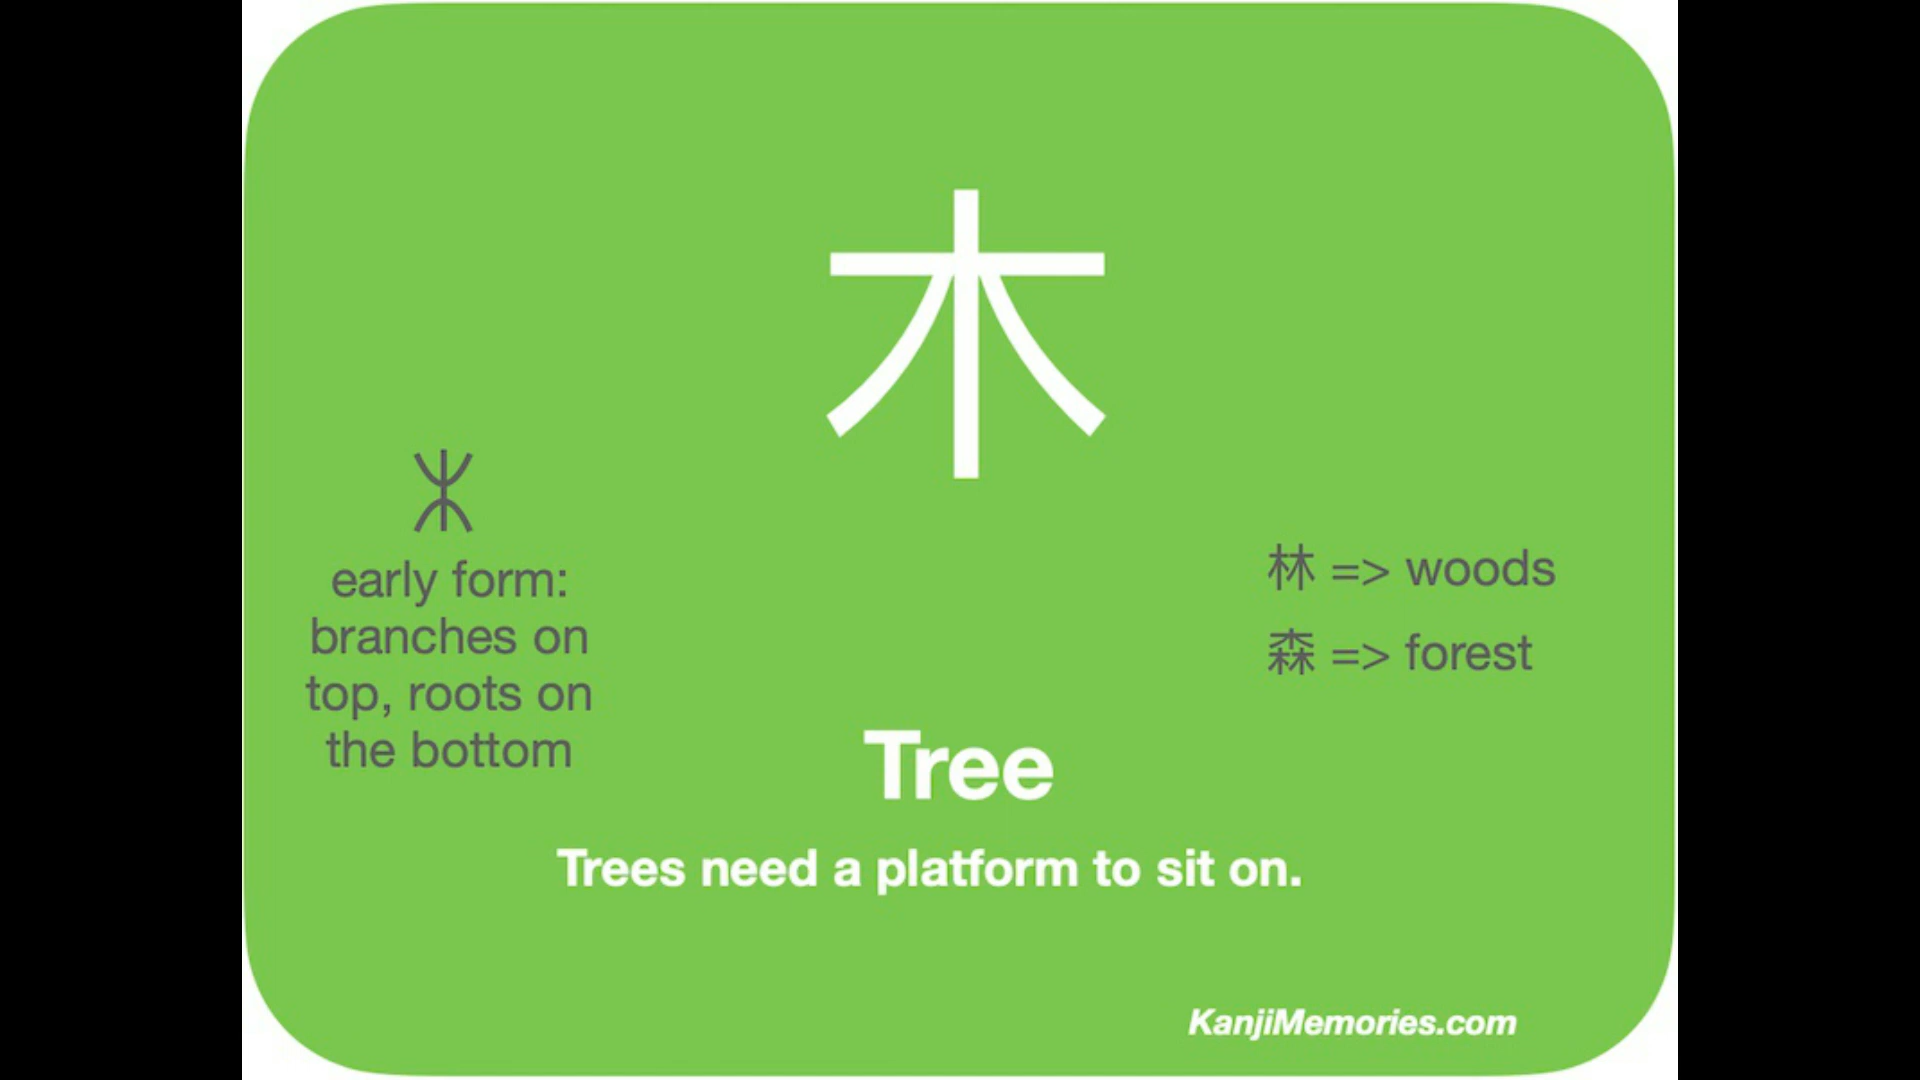 木
early form:
branches on
top, roots on
the bottom
林 => woods
森 => forest
Tree
Trees need a platform to sit on.
KanjiMemories.com